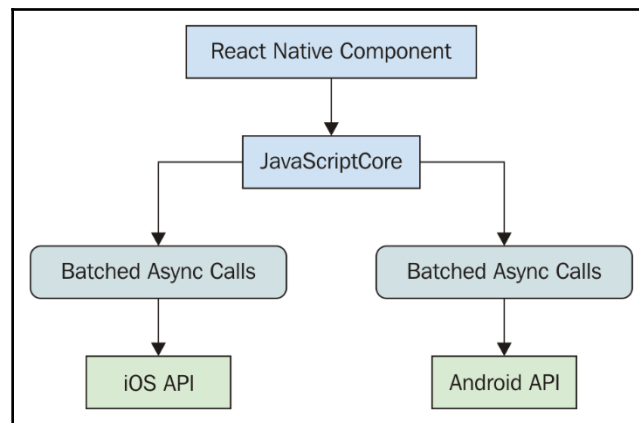 React Native Component
JavaScriptCore
Batched Async Calls
Batched Async Calls
iOS API
Android API